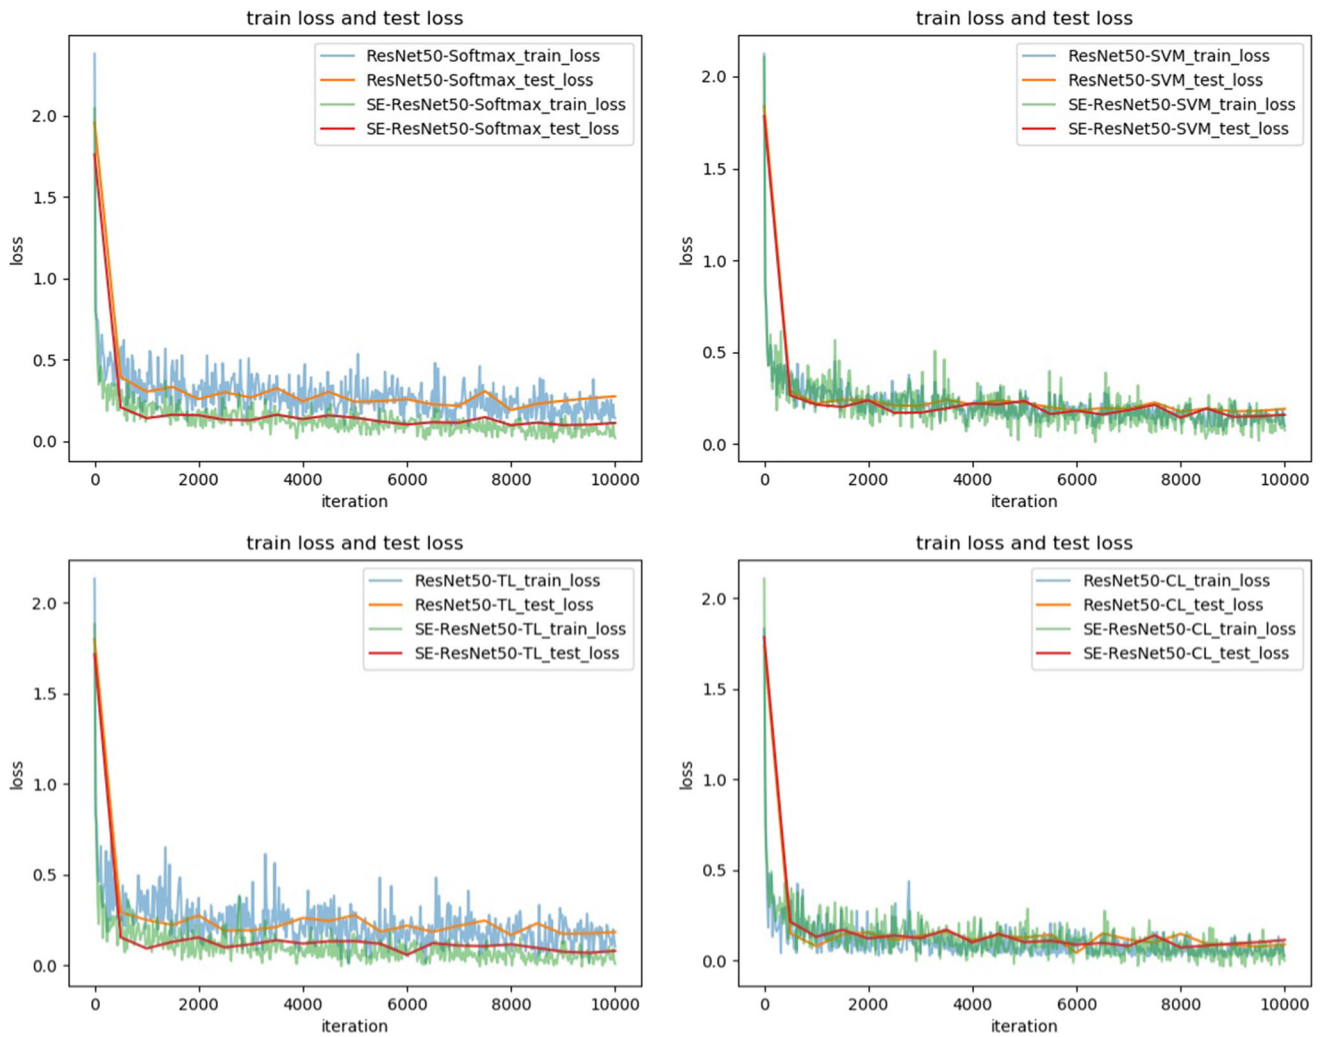 train loss and test loss
ResNet50-Softmax_train_loss
ResNet50-Softmax_test_loss
SE-ResNet50-Softmax_train_loss
SE-ResNet50-Softmax_test_loss
loss
2.0
1.5
1.0
0.5
0.0
0 2000 4000 6000 8000 10000
iteration
train loss and test loss
ResNet50-SVM_train_loss
ResNet50-SVM_test_loss
SE-ResNet50-SVM_train_loss
SE-ResNet50-SVM_test_loss
loss
2.0
1.5
1.0
0.5
0.0
0 2000 4000 6000 8000 10000
iteration
train loss and test loss
ResNet50-TL_train_loss
ResNet50-TL_test_loss
SE-ResNet50-TL_train_loss
SE-ResNet50-TL_test_loss
loss
2.0
1.5
1.0
0.5
0.0
0 2000 4000 6000 8000 10000
iteration
train loss and test loss
ResNet50-CL_train_loss
ResNet50-CL_test_loss
SE-ResNet50-CL_train_loss
SE-ResNet50-CL_test_loss
loss
2.0
1.5
1.0
0.5
0.0
0 2000 4000 6000 8000 10000
iteration